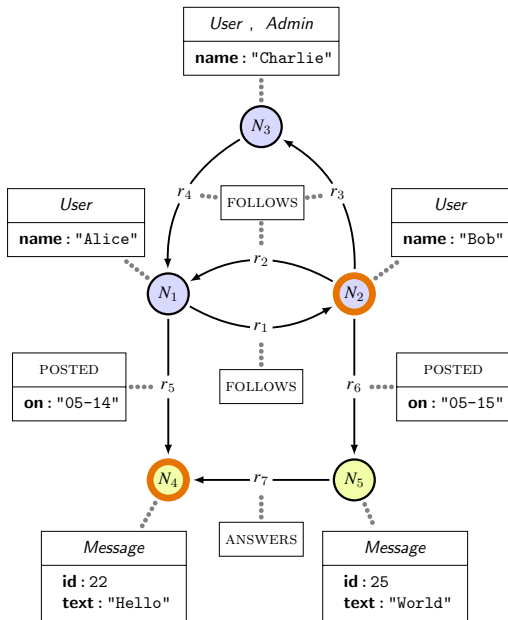 User , Admin
name : "Charlie"
N3
r4
FOLLOWS
r3
User
name : "Alice"
User
name : "Bob"
r2
N1
N2
r1
POSTED
on : "05-14"
r5
FOLLOWS
r6
POSTED
on : "05-15"
N4
r7
N5
Message
id : 22
text : "Hello"
ANSWERS
Message
id : 25
text : "World"